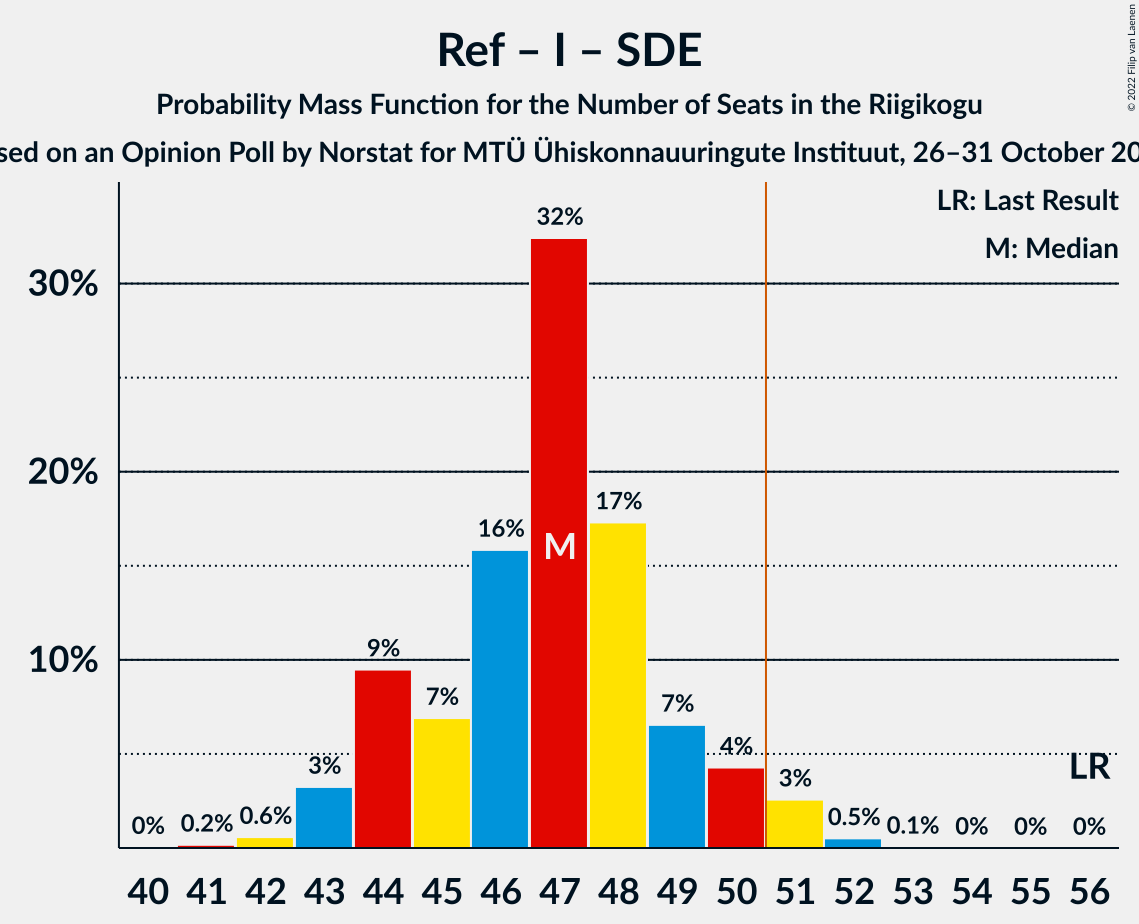 Ref – I – SDE
Probability Mass Function for the Number of Seats in the Riigikogu
sed on an Opinion Poll by Norstat for MTÜ Ühiskonnauuringute Instituut, 26–31 October 20
© 2022 Filip van Laenen
LR: Last Result
M: Median
30%
20%
10%
0% 0.2% 0.6% 3% 9% 7% 16% 32% 17% 7% 4% 3% 0.5% 0.1% 0% 0% 0%
M
LR
40 41 42 43 44 45 46 47 48 49 50 51 52 53 54 55 56